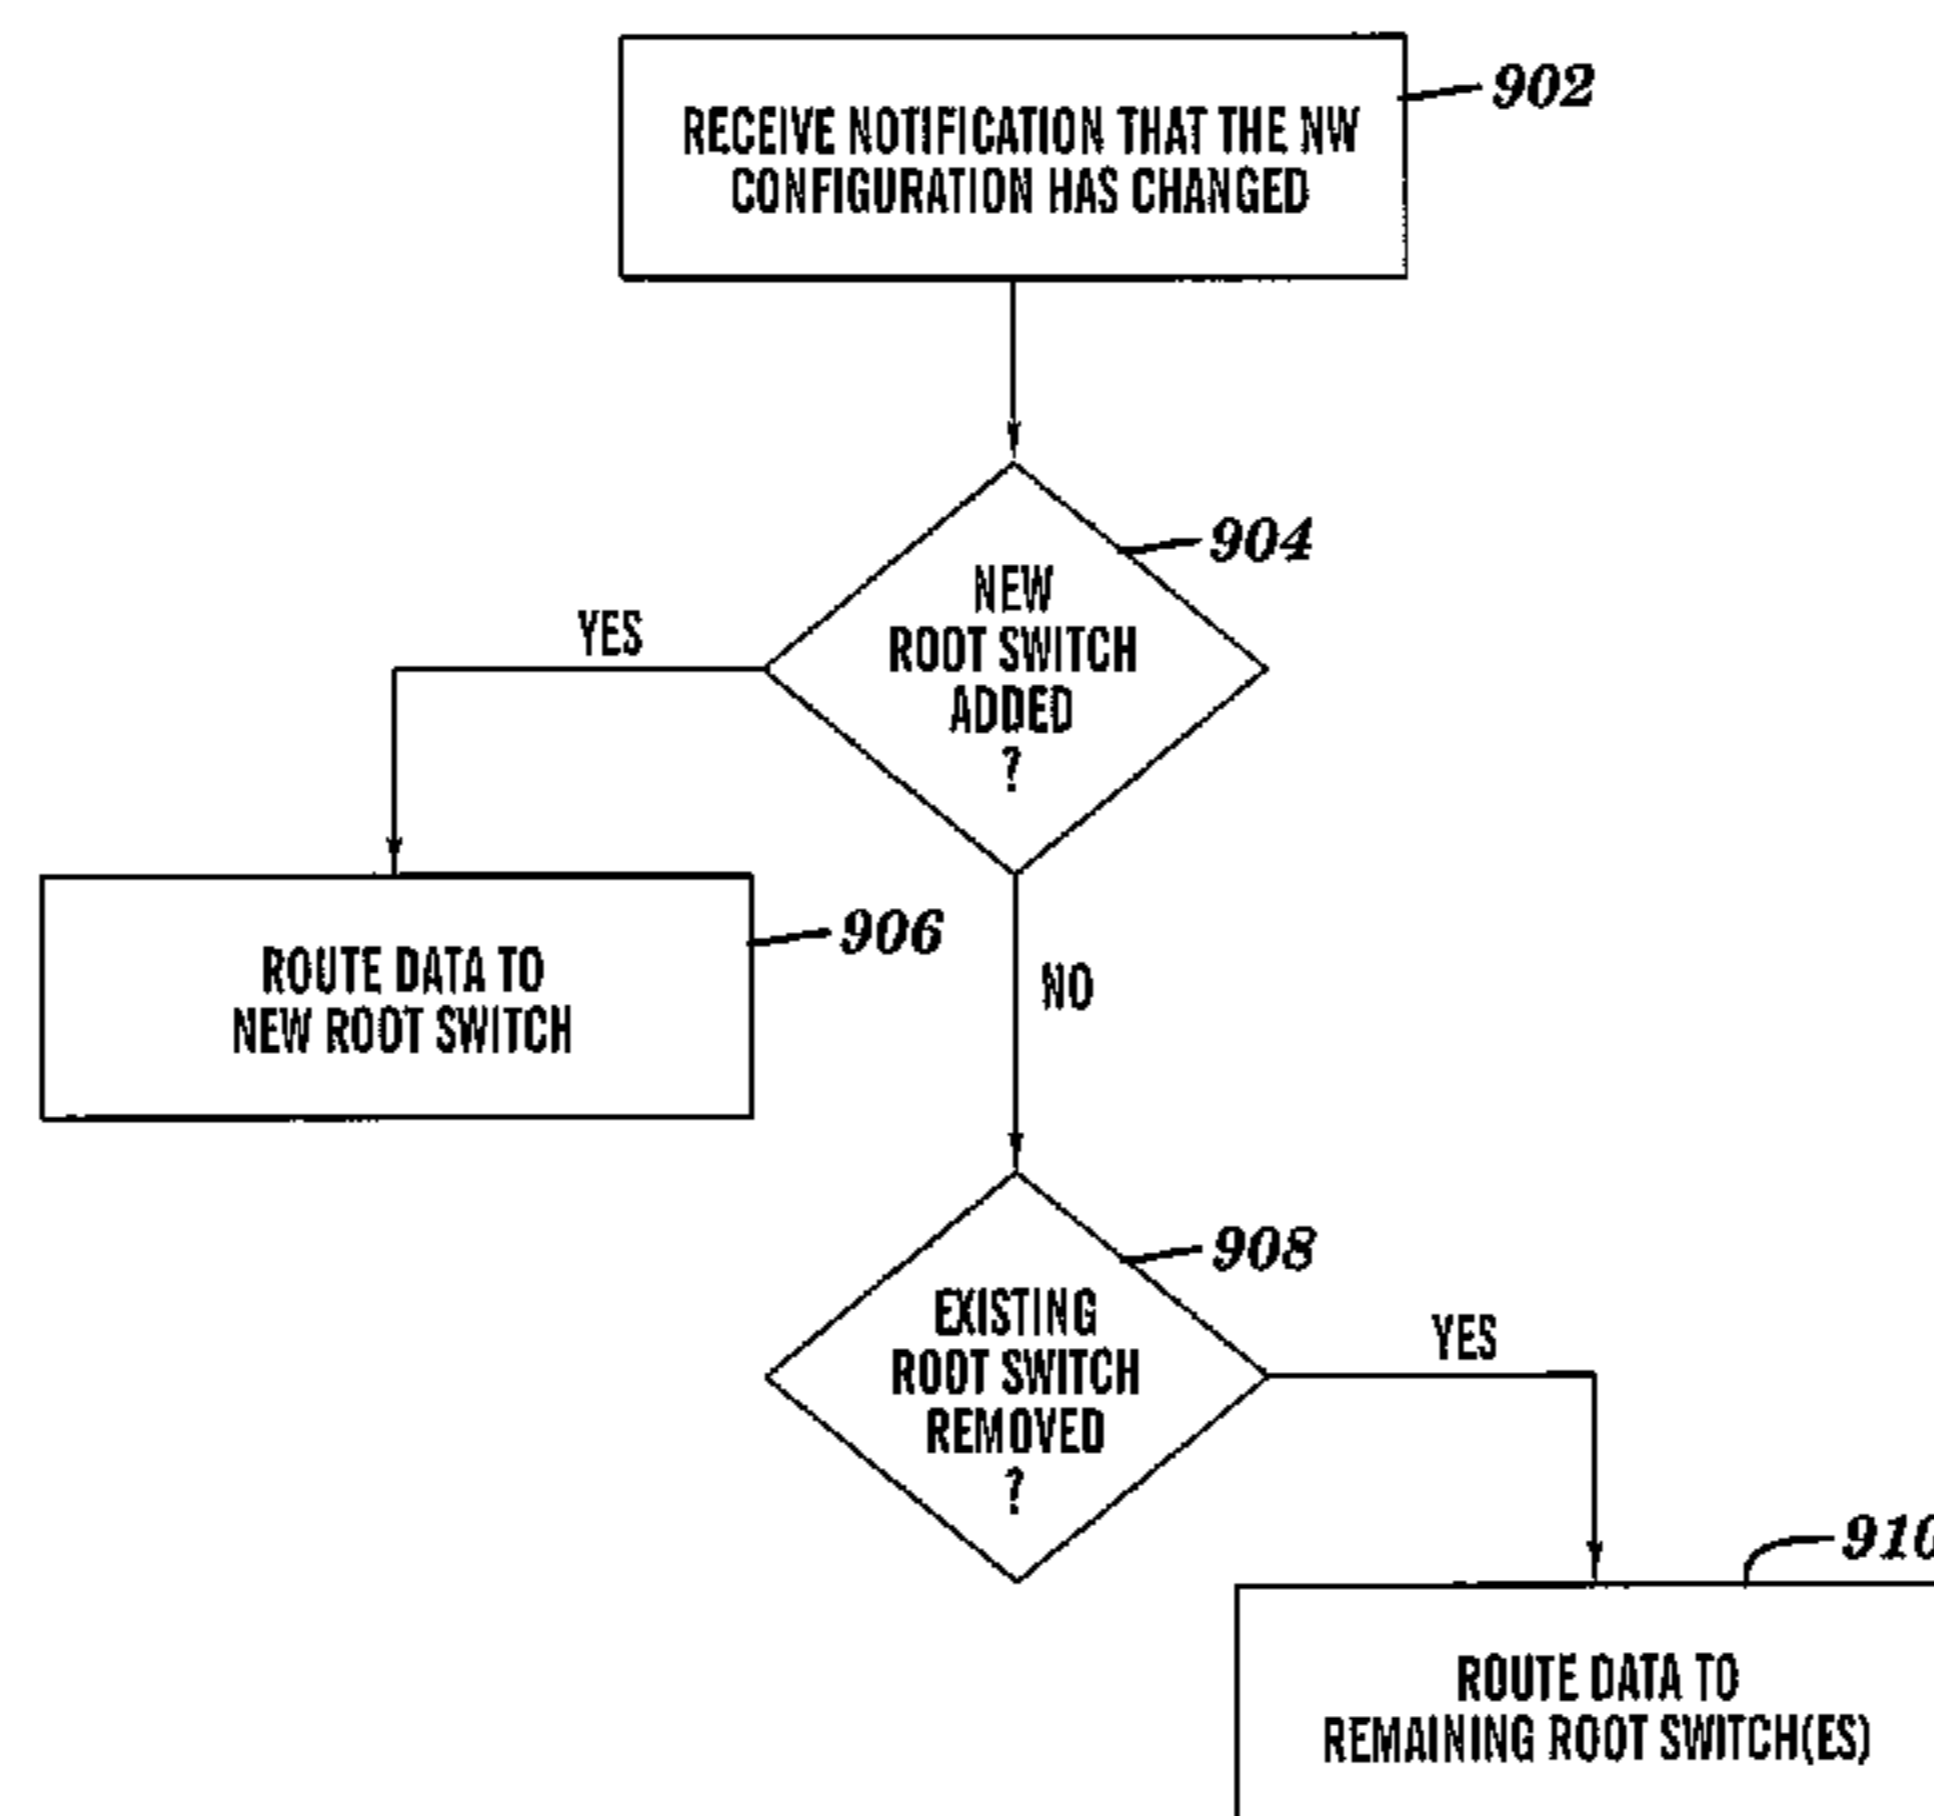 RECEIVE NOTIFICATION THAT THE NW
CONFIGURATION HAS CHANGED
902
904
NEW
ROOT SWITCH
ADDED
?
YES
906
ROUTE DATA TO
NEW ROOT SWITCH
NO
908
EXISTING
ROOT SWITCH
REMOVED
?
YES
910
ROUTE DATA TO
REMAINING ROOT SWITCH(ES)